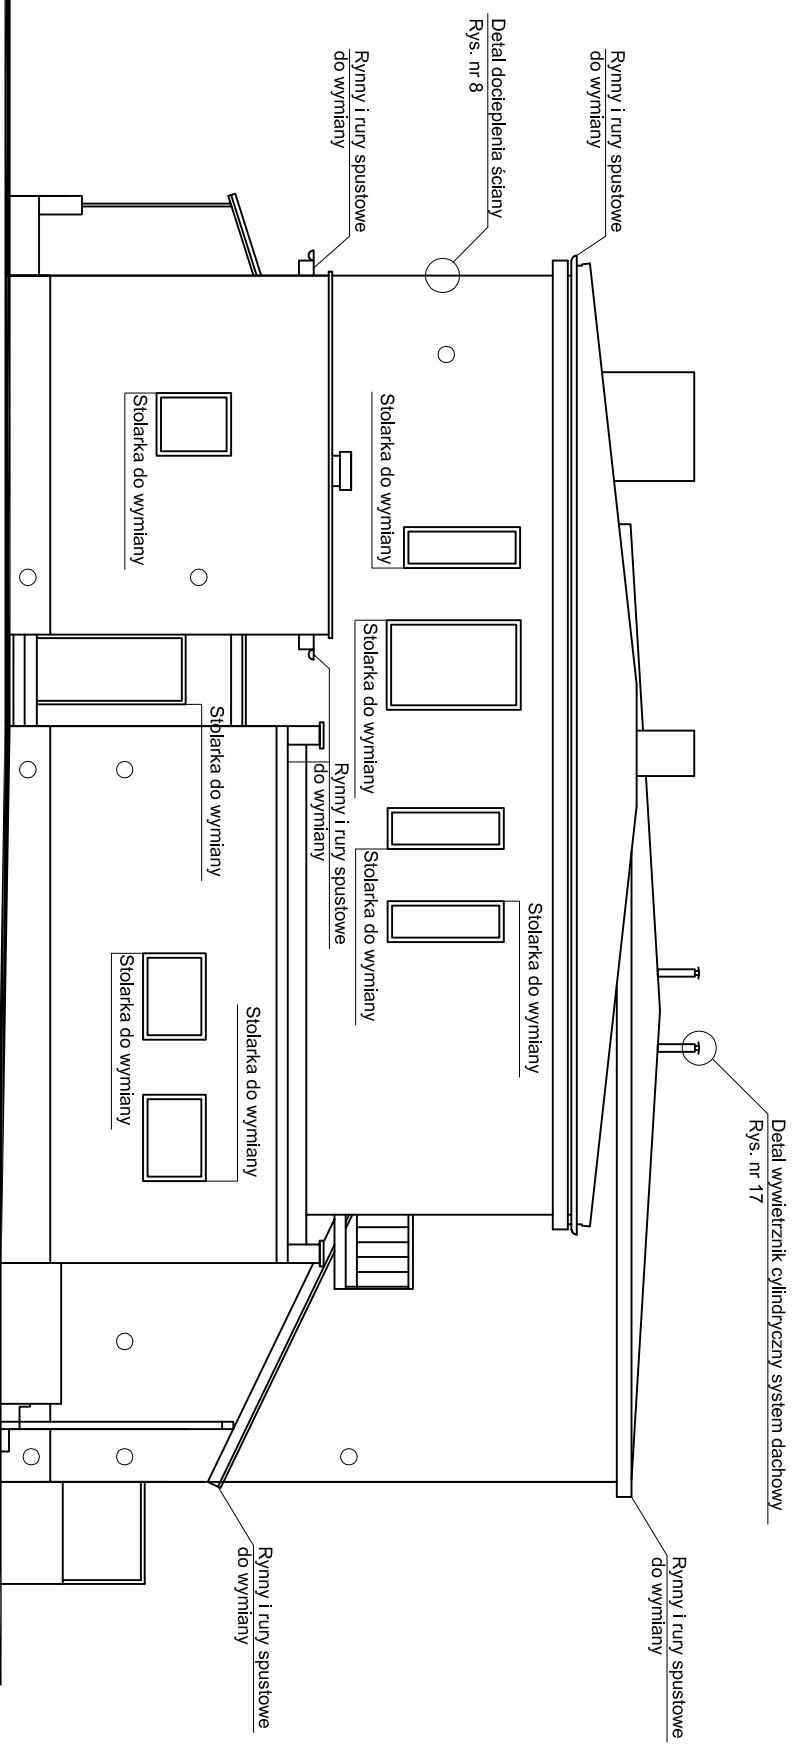 Detal wywietrznik cylindryczny system dachowy
Rys. nr 17
Rynny i rury spustowe
do wymiany
Rynny i rury spustowe
do wymiany
Detal docieplenia ściany
Rys. nr 8
Rynny i rury spustowe
do wymiany
Stolarka do wymiany
Stolarka do wymiany
Stolarka do wymiany
Stolarka do wymiany
Rynny i rury spustowe
do wymiany
Rynny i rury spustowe
do wymiany
Stolarka do wymiany
Stolarka do wymiany
Stolarka do wymiany
Stolarka do wymiany